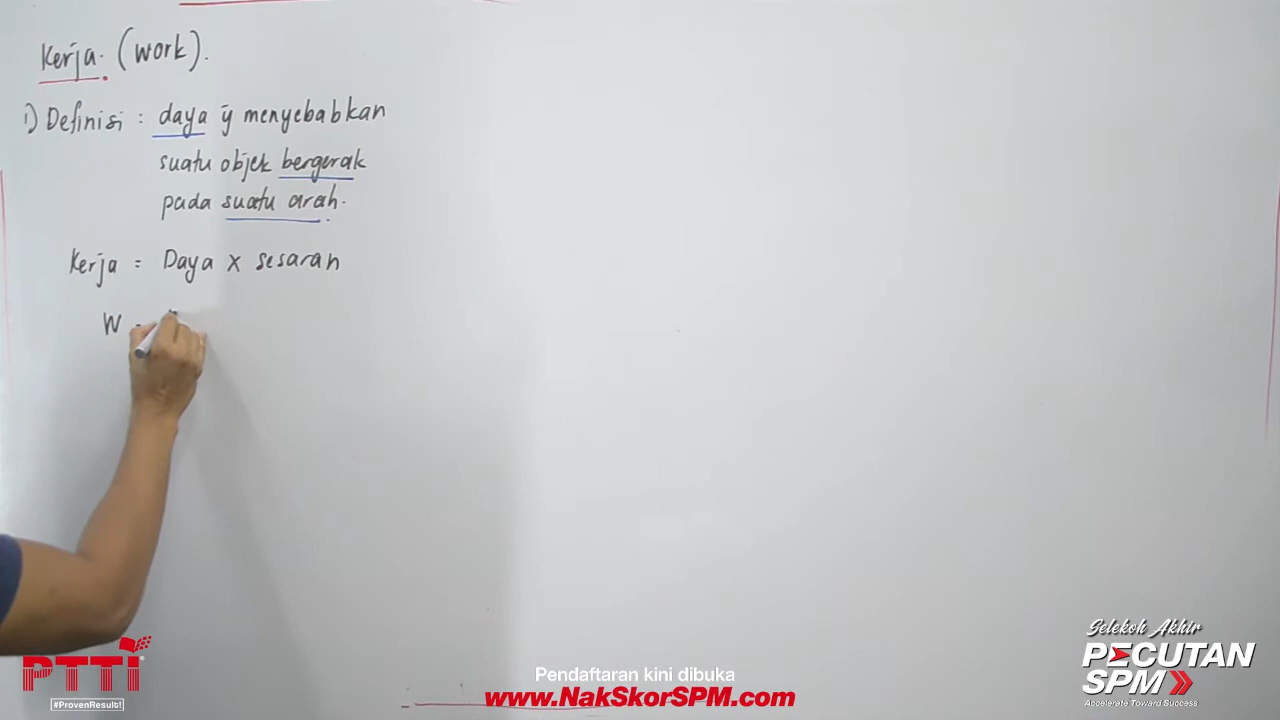 Kerja. (Work).
i) Definisi : daya yg menyebabkan
suatu objek bergerak
pada suatu arah.
Kerja = Daya x sesaran
W =
PTTI
#ProvenResult!
Pendaftaran kini dibuka
www.NakSkorSPM.com
Selekoh Akhir
PECUTAN
SPM
Accelerate Toward Success